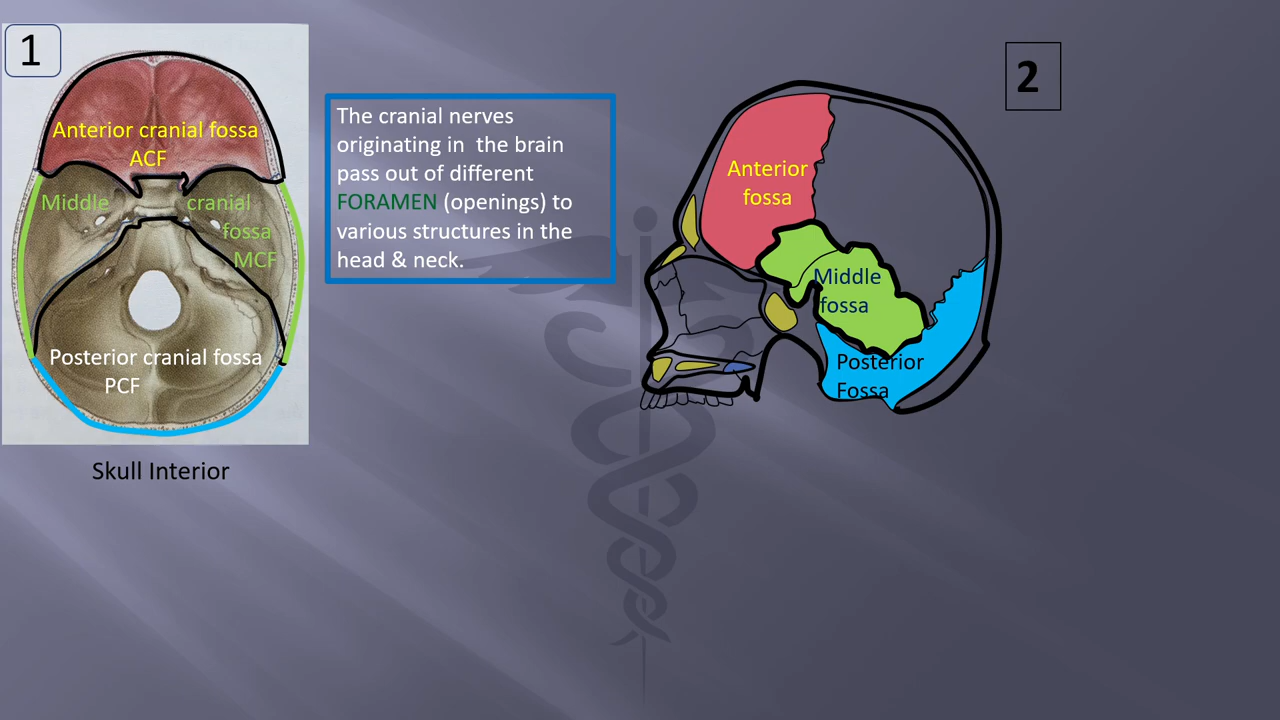 1
Anterior cranial fossa
ACF
Middle cranial
fossa
MCF
Posterior cranial fossa
PCF
Skull Interior
The cranial nerves
originating in the brain
pass out of different
FORAMEN (openings) to
various structures in the
head & neck.
2
Anterior
fossa
Middle
fossa
Posterior
Fossa